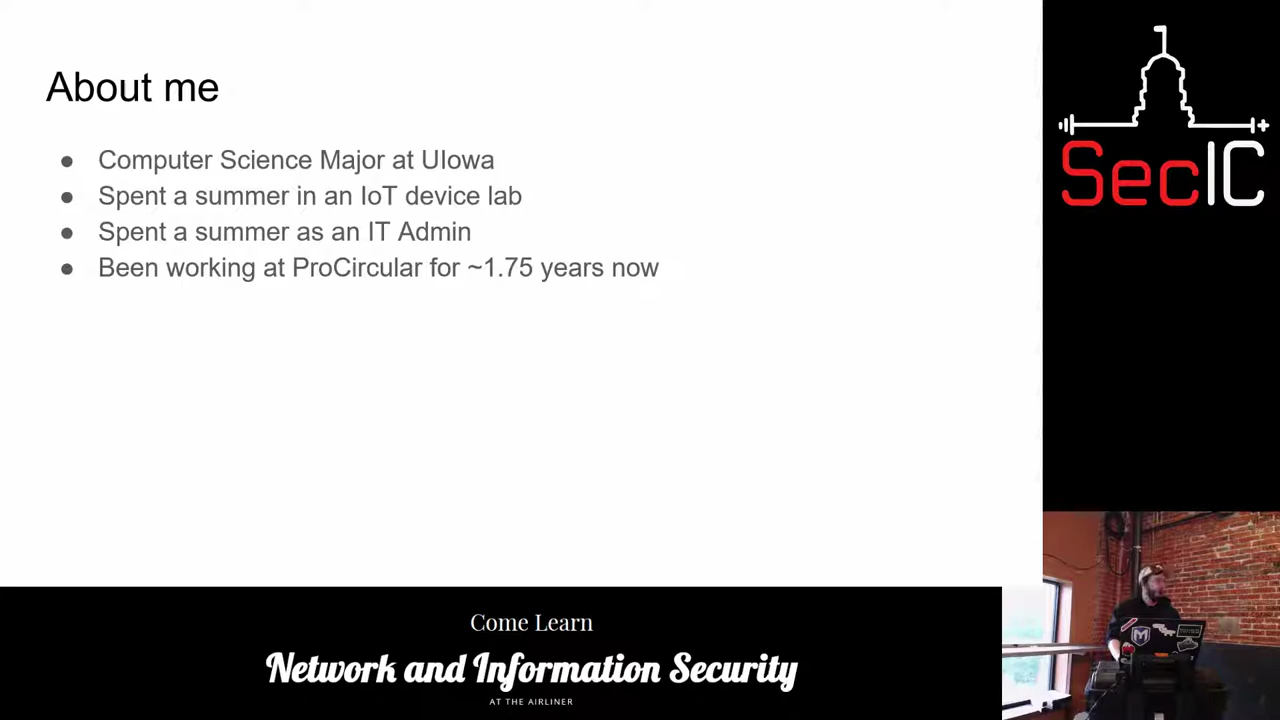 About me
● Computer Science Major at UIowa
● Spent a summer in an IoT device lab
● Spent a summer as an IT Admin
● Been working at ProCircular for ~1.75 years now
SecIC
Come Learn
Network and Information Security
AT THE AIRLINER